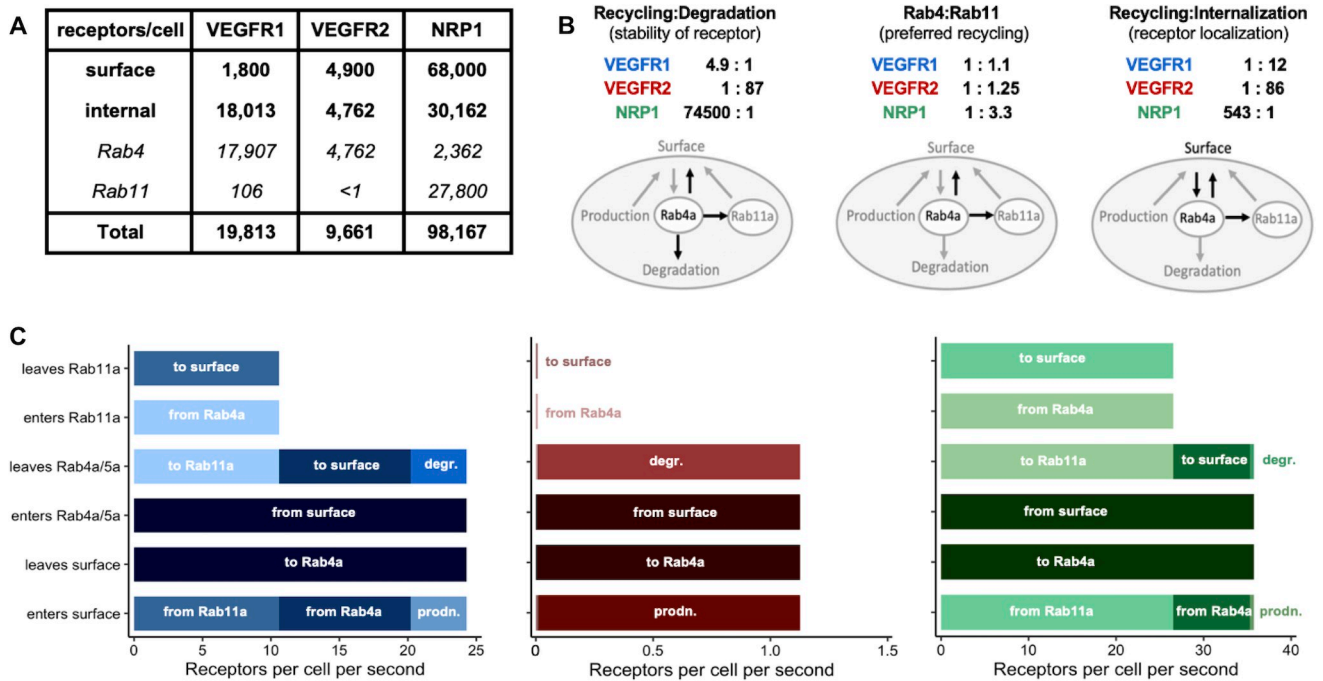 A
receptors/cell VEGFR1 VEGFR2 NRP1
surface 1,800 4,900 68,000
internal 18,013 4,762 30,162
Rab4 17,907 4,762 2,362
Rab11 106 <1 27,800
Total 19,813 9,661 98,167
B
Recycling:Degradation
(stability of receptor)
VEGFR1 4.9 : 1
VEGFR2 1 : 87
NRP1 74500 : 1
Surface
Production Rab4a Rab11a
Degradation
Rab4:Rab11
(preferred recycling)
VEGFR1 1 : 1.1
VEGFR2 1 : 1.25
NRP1 1 : 3.3
Surface
Production Rab4a Rab11a
Degradation
Recycling:Internalization
(receptor localization)
VEGFR1 1 : 12
VEGFR2 1 : 86
NRP1 543 : 1
Surface
Production Rab4a Rab11a
Degradation
C
leaves Rab11a to surface
enters Rab11a from Rab4a
leaves Rab4a/5a to Rab11a to surface degr.
enters Rab4a/5a from surface
leaves surface to Rab4a
enters surface from Rab11a from Rab4a prodn.
0 5 10 15 20 25
Receptors per cell per second
to surface
from Rab4a
degr.
from surface
to Rab4a
prodn.
0 0.5 1.0 1.5
Receptors per cell per second
to surface
from Rab4a
to Rab11a to surface degr.
from surface
to Rab4a
from Rab11a from Rab4a prodn.
0 10 20 30 40
Receptors per cell per second